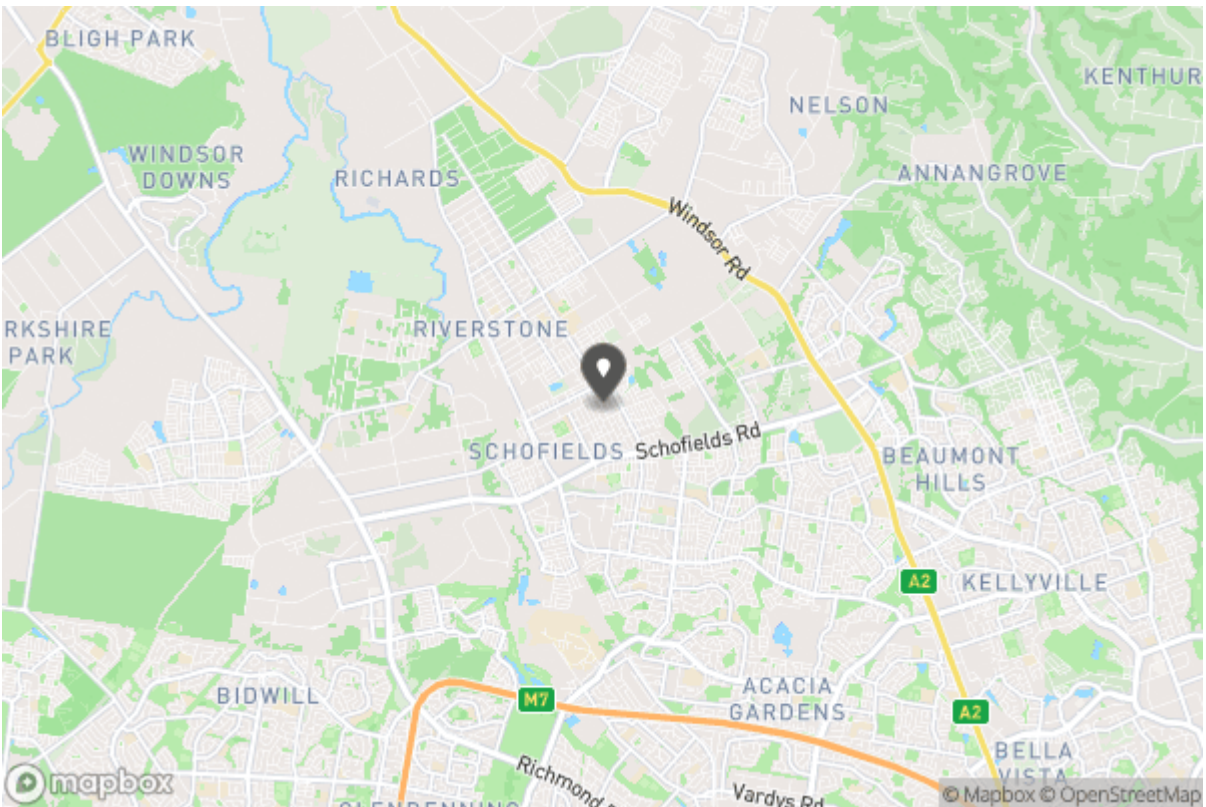 BLIGH PARK
KENTHUR
NELSON
WINDSOR
DOWNS
RICHARDS
ANNANGROVE
Windsor Rd
RKSHIRE
PARK
RIVERSTONE
SCHOFIELDS
Schofields Rd
BEAUMONT
HILLS
A2
KELLYVILLE
BIDWILL
M7
ACACIA
GARDENS
A2
BELLA
VISTA
Richmond
Vardys Rd
GLENDENNING
mapbox
© Mapbox © OpenStreetMap